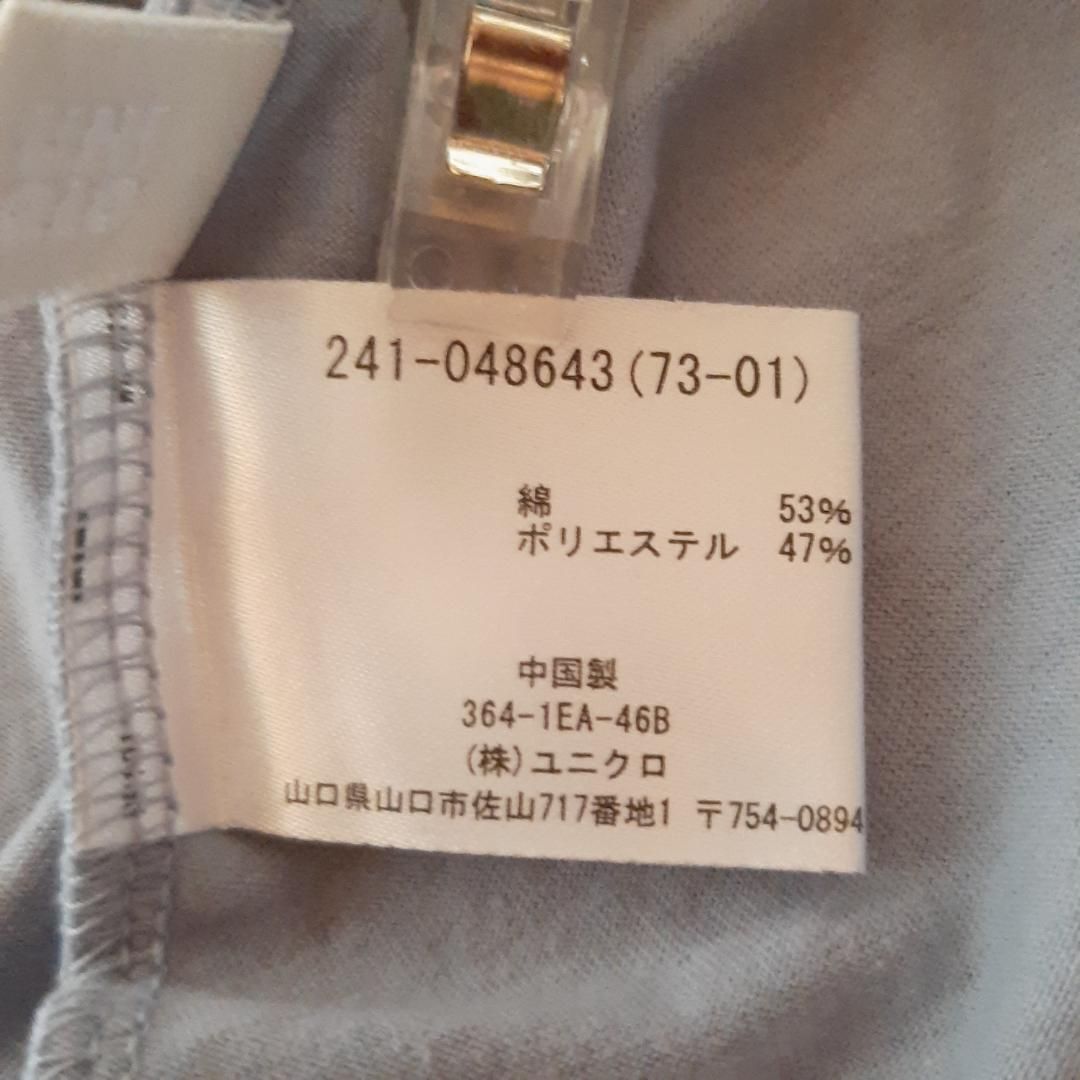 241-048643(73-01)
綿 53%
ポリエステル 47%
中国製
364-1EA-46B
(株)ユニクロ
山口県山口市佐山717番地1 〒754-0894